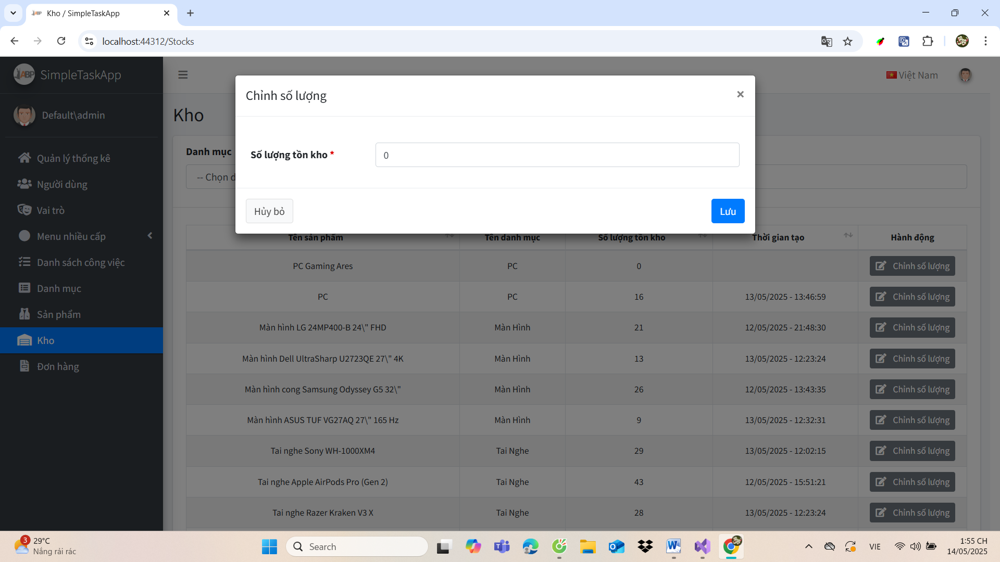 Kho / SimpleTaskApp
localhost:44312/Stocks
ABP SimpleTaskApp
Việt Nam
Default\admin
Quản lý thống kê
Người dùng
Vai trò
Menu nhiều cấp
Danh sách công việc
Danh mục
Sản phẩm
Kho
Đơn hàng
Kho
Danh mục
-- Chọn d
Chỉnh số lượng
×
Số lượng tồn kho *
0
Hủy bỏ
Lưu
Tên sản phẩm Tên danh mục Số lượng tồn kho Thời gian tạo Hành động
PC Gaming Ares PC 0 Chỉnh số lượng
PC PC 16 13/05/2025 - 13:46:59 Chỉnh số lượng
Màn hình LG 24MP400-B 24\" FHD Màn Hình 21 12/05/2025 - 21:48:30 Chỉnh số lượng
Màn hình Dell UltraSharp U2723QE 27\" 4K Màn Hình 13 13/05/2025 - 12:23:24 Chỉnh số lượng
Màn hình cong Samsung Odyssey G5 32\" Màn Hình 26 12/05/2025 - 13:43:35 Chỉnh số lượng
Màn hình ASUS TUF VG27AQ 27\" 165 Hz Màn Hình 9 13/05/2025 - 12:32:31 Chỉnh số lượng
Tai nghe Sony WH-1000XM4 Tai Nghe 29 13/05/2025 - 12:02:15 Chỉnh số lượng
Tai nghe Apple AirPods Pro (Gen 2) Tai Nghe 43 12/05/2025 - 15:51:21 Chỉnh số lượng
Tai nghe Razer Kraken V3 X Tai Nghe 28 13/05/2025 - 12:23:24 Chỉnh số lượng
3
29°C
Nắng rải rác
Search
VIE
1:55 CH
14/05/2025